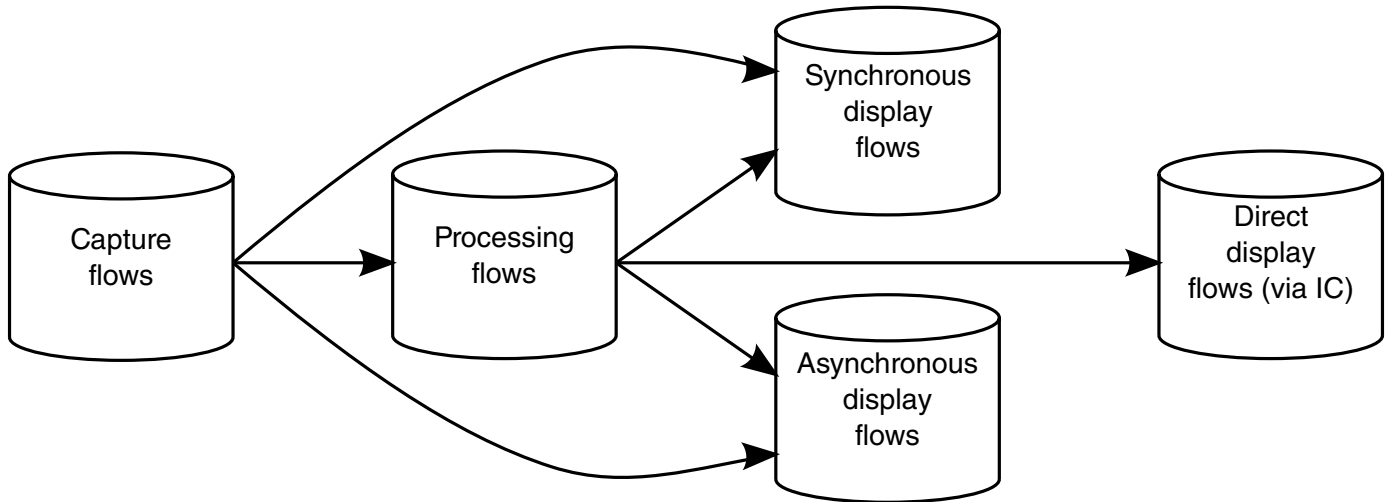 Capture
flows
Processing
flows
Synchronous
display
flows
Asynchronous
display
flows
Direct
display
flows (via IC)